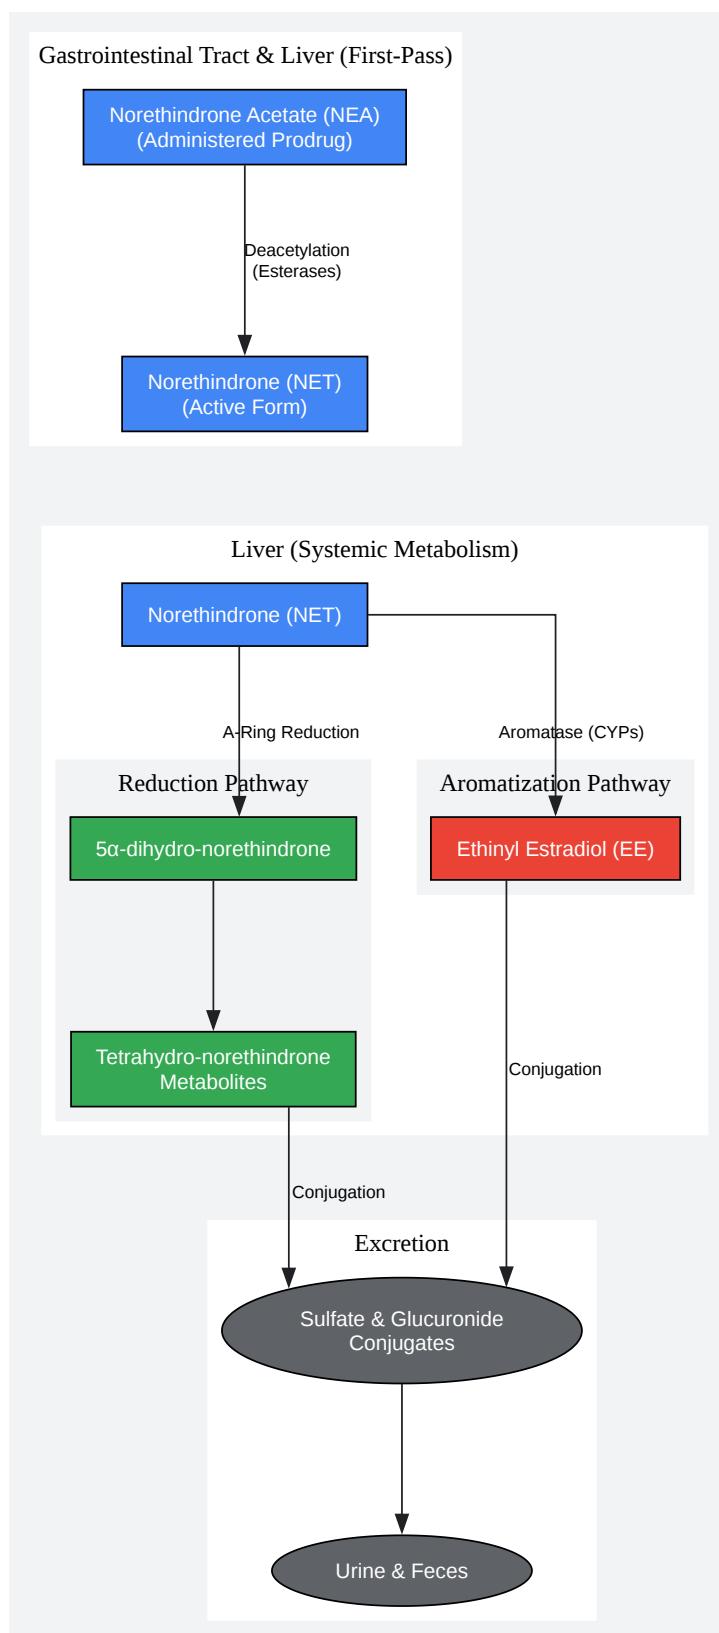 Gastrointestinal Tract & Liver (First-Pass)
Norethindrone Acetate (NEA)
(Administered Prodrug)
Deacetylation
(Esterases)
Norethindrone (NET)
(Active Form)
Liver (Systemic Metabolism)
Norethindrone (NET)
A-Ring Reduction
Aromatase (CYPs)
Reduction Pathway
Aromatization Pathway
5α-dihydro-norethindrone
Ethinyl Estradiol (EE)
Tetrahydro-norethindrone
Metabolites
Conjugation
Conjugation
Excretion
Sulfate & Glucuronide
Conjugates
Urine & Feces